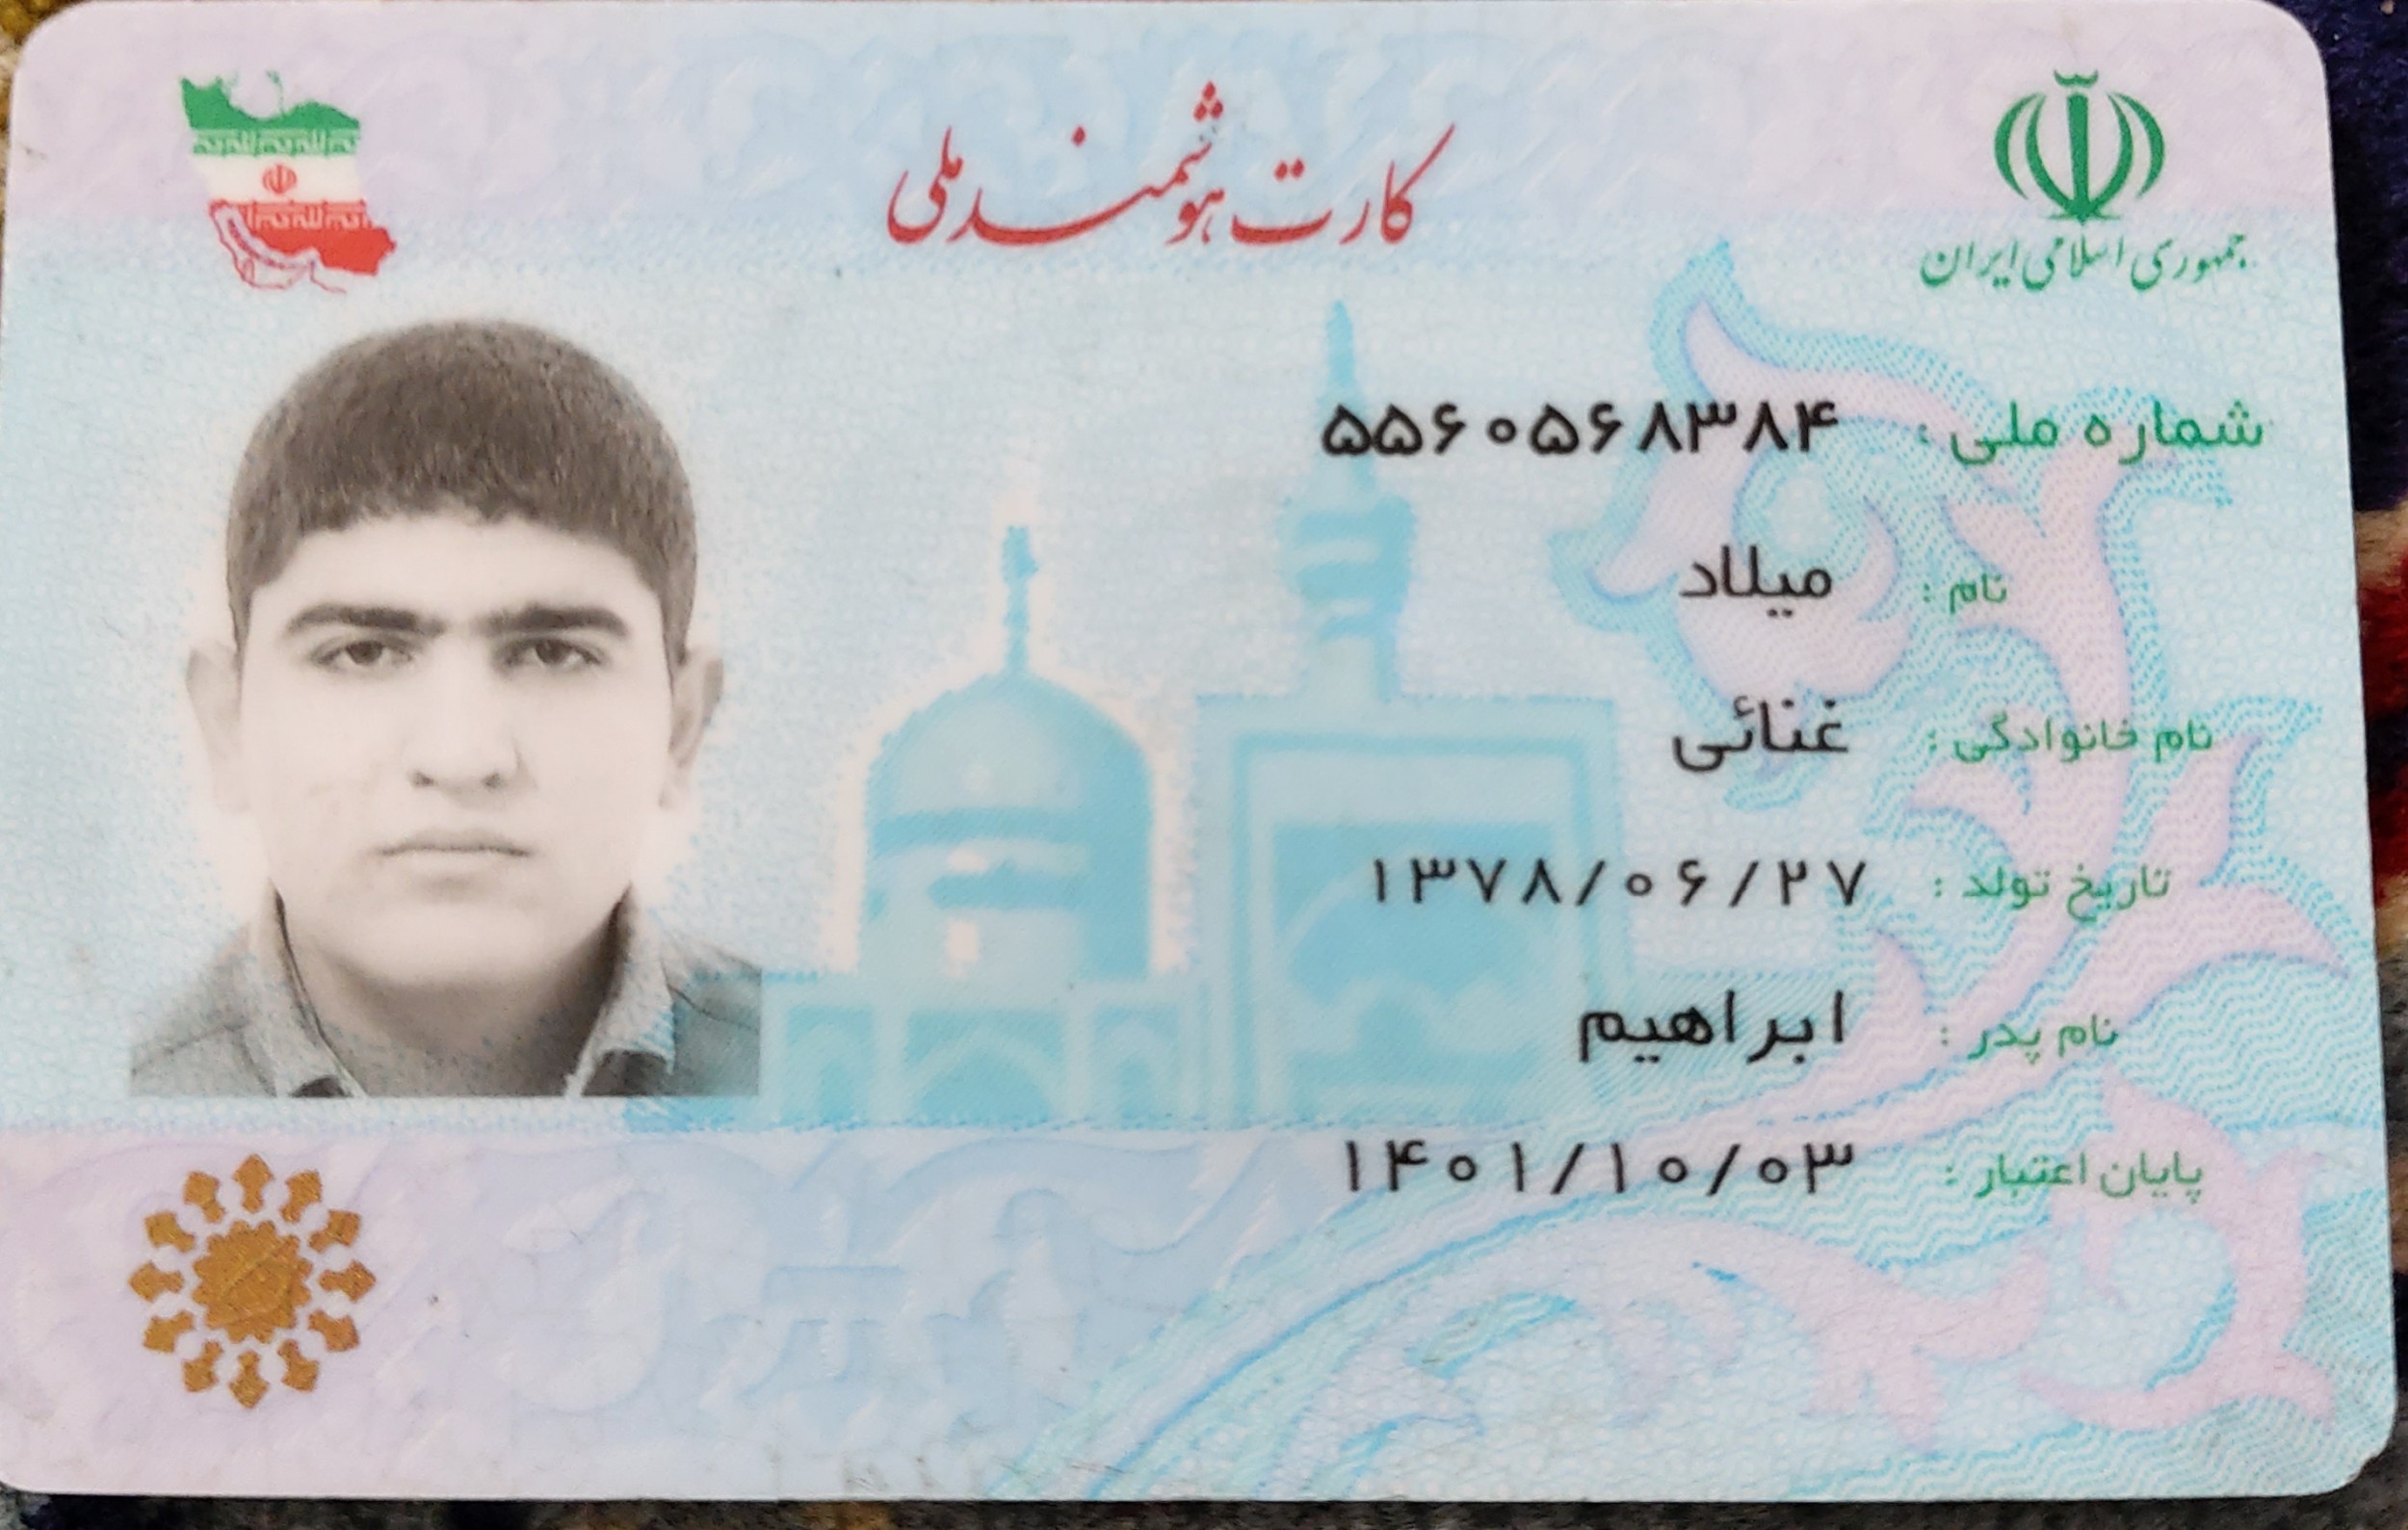 کارت هوشمند ملی
جمهوری اسلامی ایران
شماره ملی : ۵۵۶۰۵۶۸۳۸۴
نام : میلاد
نام خانوادگی : غنائی
تاریخ تولد : ۱۳۷۸/۰۶/۲۷
نام پدر : ابراهیم
پایان اعتبار : ۱۴۰۱/۱۰/۰۳